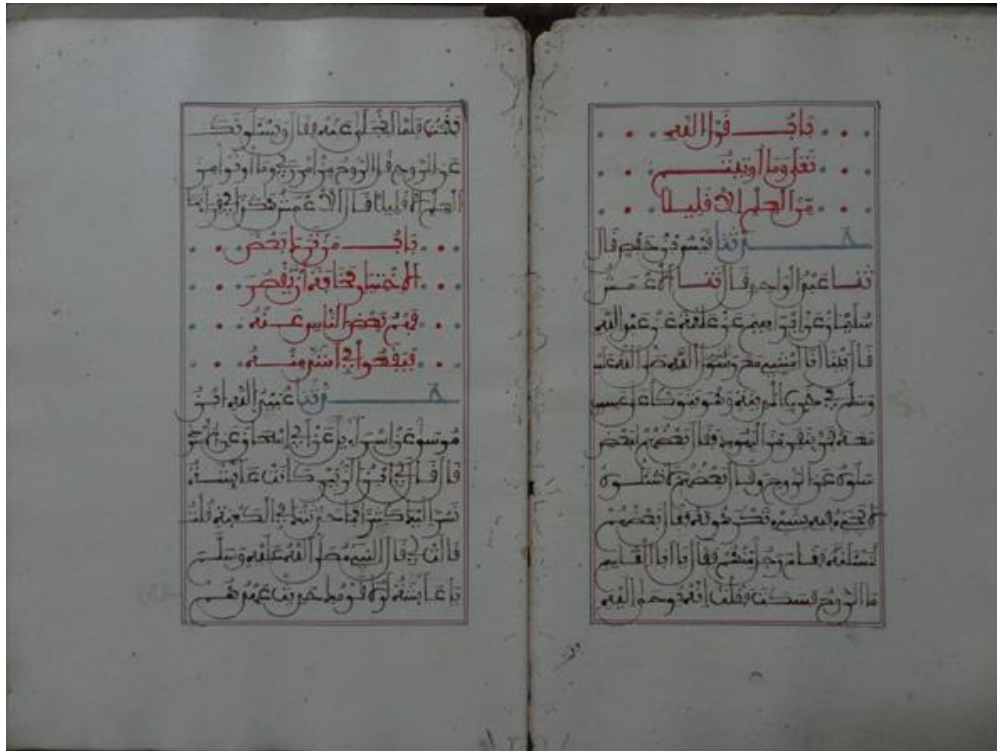 باب قول الله
تعلى وما أوتيتم
من العلم إلا قليلا
حدثنا قيس بن حفص قال
ثنا عبد الواحد قال ثنا الأعمش
سليمان عن إبراهيم عن علقمة عن عبد الله
قال بينا أنا أمشي مع رسول الله صلى الله عليه
وسلم في خرب المدينة وهو يتوكأ على عسيب
معه فمر بنفر من اليهود فقال بعضهم لبعض
سلوه عن الروح وقال بعضهم لا تسئلوه
لا يجيء فيه بشيء تكرهونه فقال بعضهم
لنسئلنه فقام رجل منهم فقال يا أبا القاسم
ما الروح فسكت فقلت إنه يوحى إليه
فقمت فلما انجلى عنه فقال ويسئلونك
عن الروح قل الروح من أمر ربي وما أوتوا من
العلم إلا قليلا قال الأعمش هكذا في قراءتنا
باب من ترك بعض
الاختيار مخافة أن يقصر
فهم بعض الناس عنه
فيقعوا في أشد منه
حدثنا عبيد الله بن
موسى عن إسراءيل عن أبي إسحاق عن الأسود
قال قال لي ابن الزبير كانت عائشة
تسر إليك كثيرا فما حدثتك في الكعبة قلت
قالت لي قال النبي صلى الله عليه وسلم
يا عائشة لولا قومك حديث عهدهم